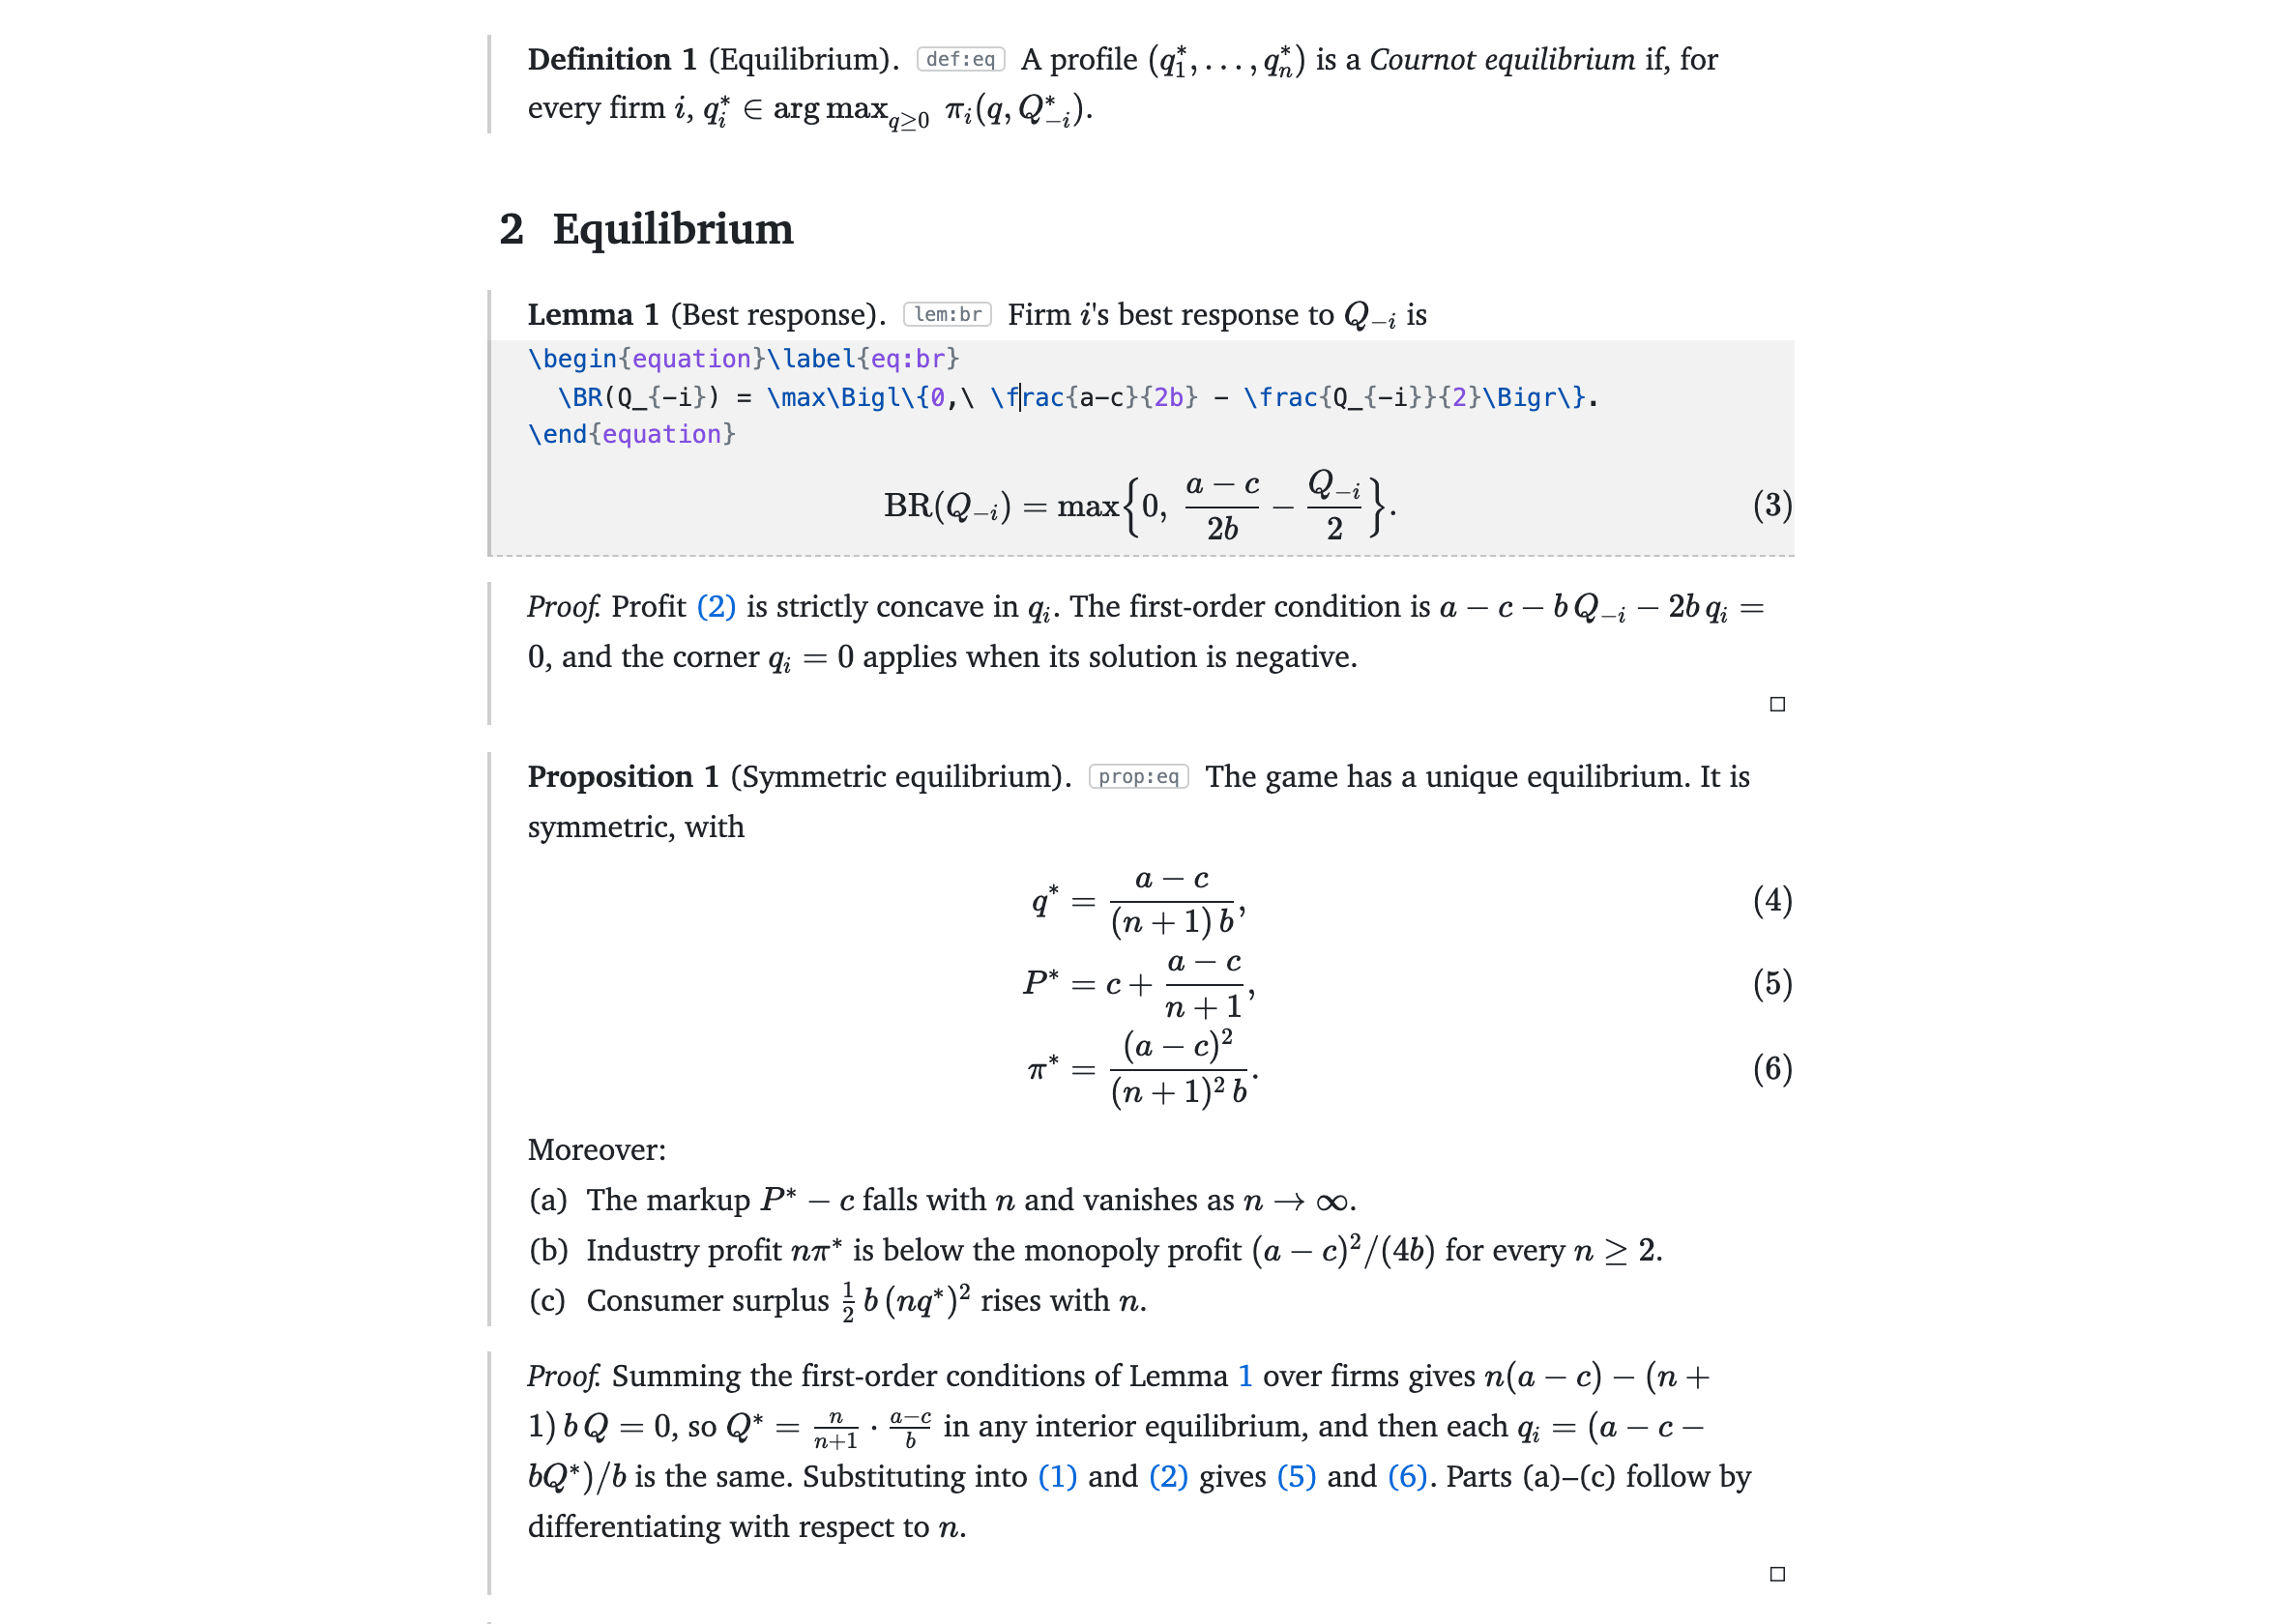 Definition 1 (Equilibrium). def:eq A profile (q₁*, . . . , qₙ*) is a Cournot equilibrium if, for
every firm i, qᵢ* ∈ arg max_{q≥0} πᵢ(q, Q*₋ᵢ).
2 Equilibrium
Lemma 1 (Best response). lem:br Firm i's best response to Q₋ᵢ is
\begin{equation}\label{eq:br}
\BR(Q_{-i}) = \max\Bigl\{0,\ \frac{a-c}{2b} - \frac{Q_{-i}}{2}\Bigr\}.
\end{equation}
BR(Q₋ᵢ) = max{0, (a − c)/2b − Q₋ᵢ/2}. (3)
Proof. Profit (2) is strictly concave in qᵢ. The first-order condition is a − c − b Q₋ᵢ − 2b qᵢ =
0, and the corner qᵢ = 0 applies when its solution is negative.
□
Proposition 1 (Symmetric equilibrium). prop:eq The game has a unique equilibrium. It is
symmetric, with
q* = (a − c)/((n + 1) b), (4)
P* = c + (a − c)/(n + 1), (5)
π* = (a − c)²/((n + 1)² b). (6)
Moreover:
(a) The markup P* − c falls with n and vanishes as n → ∞.
(b) Industry profit nπ* is below the monopoly profit (a − c)²/(4b) for every n ≥ 2.
(c) Consumer surplus ½ b (nq*)² rises with n.
Proof. Summing the first-order conditions of Lemma 1 over firms gives n(a − c) − (n +
1) b Q = 0, so Q* = n/(n+1) · (a−c)/b in any interior equilibrium, and then each qᵢ = (a − c −
bQ*)/b is the same. Substituting into (1) and (2) gives (5) and (6). Parts (a)–(c) follow by
differentiating with respect to n.
□